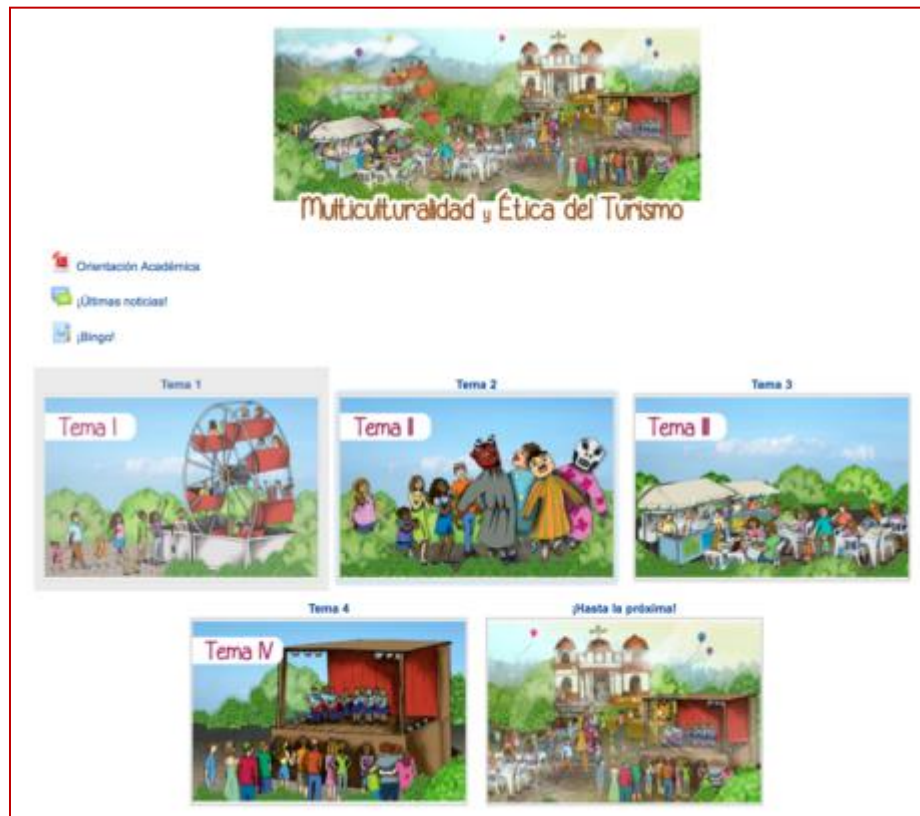 Multiculturalidad y Ética del Turismo
Orientación Académica
¡Últimas noticias!
¡Bingo!
Tema 1
Tema 2
Tema 3
Tema I
Tema II
Tema III
Tema 4
¡Hasta la próxima!
Tema IV